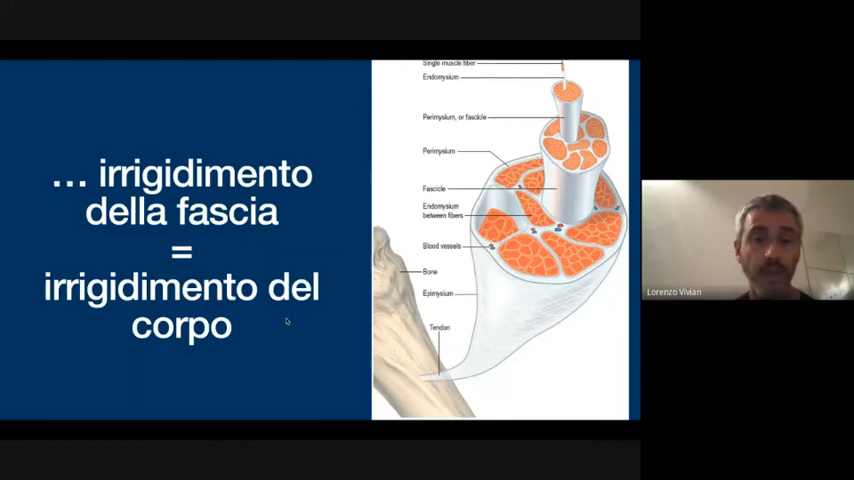 ... irrigidimento
della fascia
=
irrigidimento del
corpo
Single muscle fiber
Endomysium
Perimysium, or fascicle
Perimysium
Fascicle
Endomysium
between fibers
Blood vessels
Bone
Epimysium
Tendon
Lorenzo Vivian